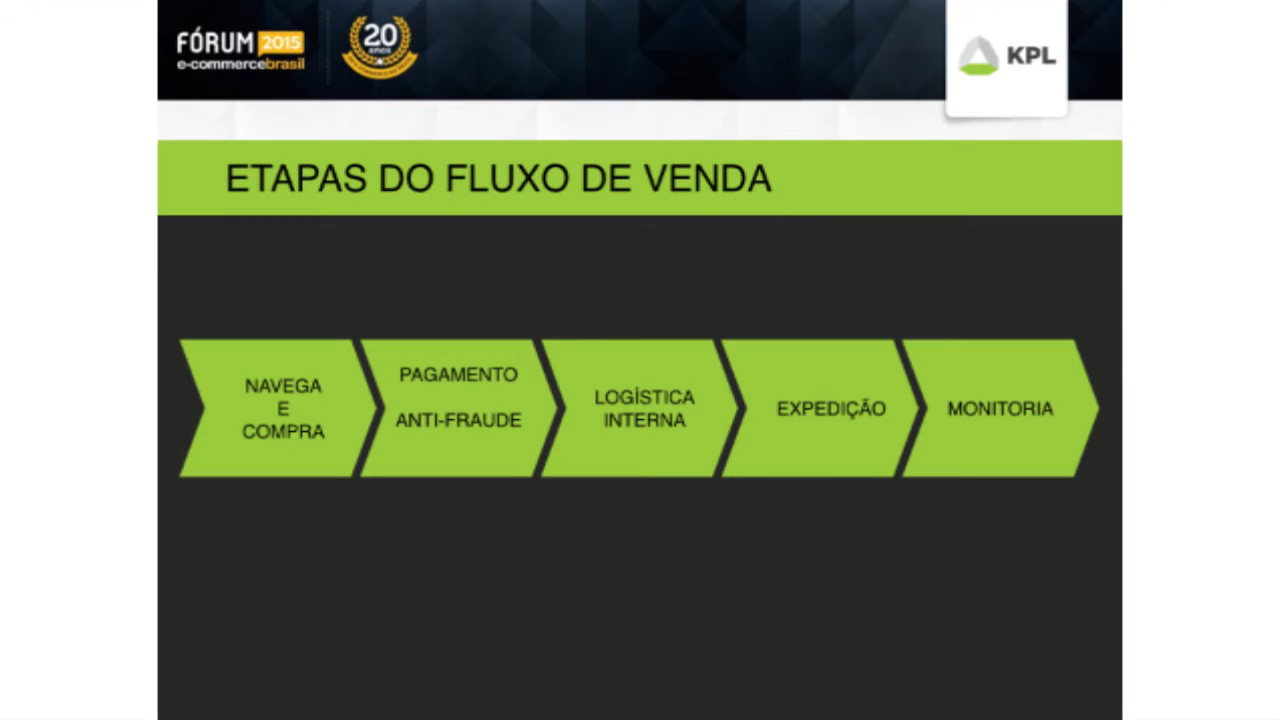 FÓRUM 2015
e-commercebrasil
20
anos
KPL
ETAPAS DO FLUXO DE VENDA
NAVEGA
E
COMPRA
PAGAMENTO
ANTI-FRAUDE
LOGÍSTICA
INTERNA
EXPEDIÇÃO
MONITORIA